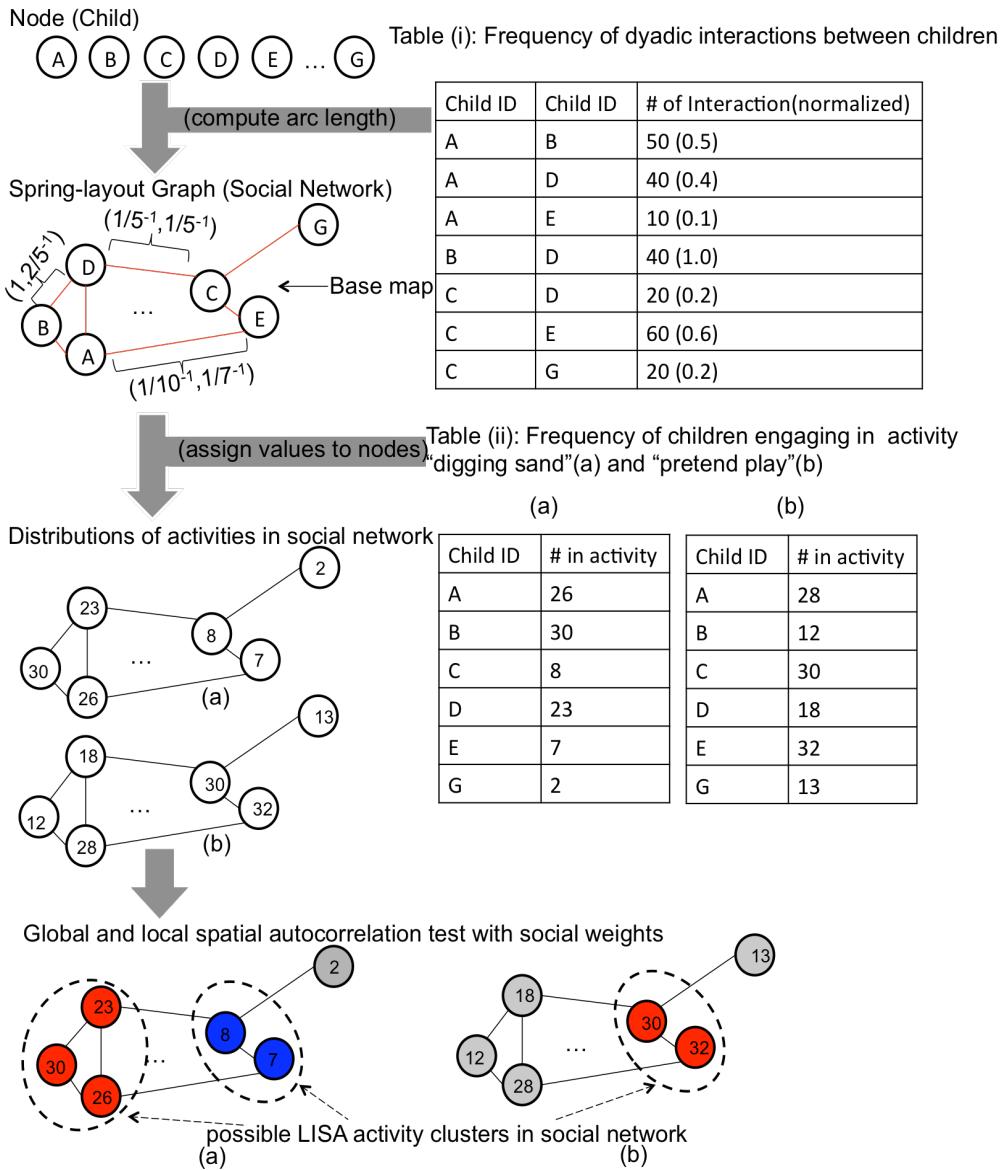 Node (Child)
A B C D E ... G
Table (i): Frequency of dyadic interactions between children
(compute arc length)
Child ID Child ID # of Interaction(normalized)
A B 50 (0.5)
A D 40 (0.4)
A E 10 (0.1)
B D 40 (1.0)
C D 20 (0.2)
C E 60 (0.6)
C G 20 (0.2)
Spring-layout Graph (Social Network)
(1/5⁻¹,1/5⁻¹)
(1,2/5⁻¹)
G
D
C
Base map
...
B
E
A
(1/10⁻¹,1/7⁻¹)
(assign values to nodes)
Table (ii): Frequency of children engaging in activity
“digging sand”(a) and “pretend play”(b)
(a) (b)
Child ID # in activity
A 26
B 30
C 8
D 23
E 7
G 2
Child ID # in activity
A 28
B 12
C 30
D 18
E 32
G 13
Distributions of activities in social network
2
23
8
...
7
30
26
(a)
13
18
30
...
32
12
28
(b)
Global and local spatial autocorrelation test with social weights
2
23
8
...
7
30
26
13
18
30
...
32
12
28
possible LISA activity clusters in social network
(a) (b)